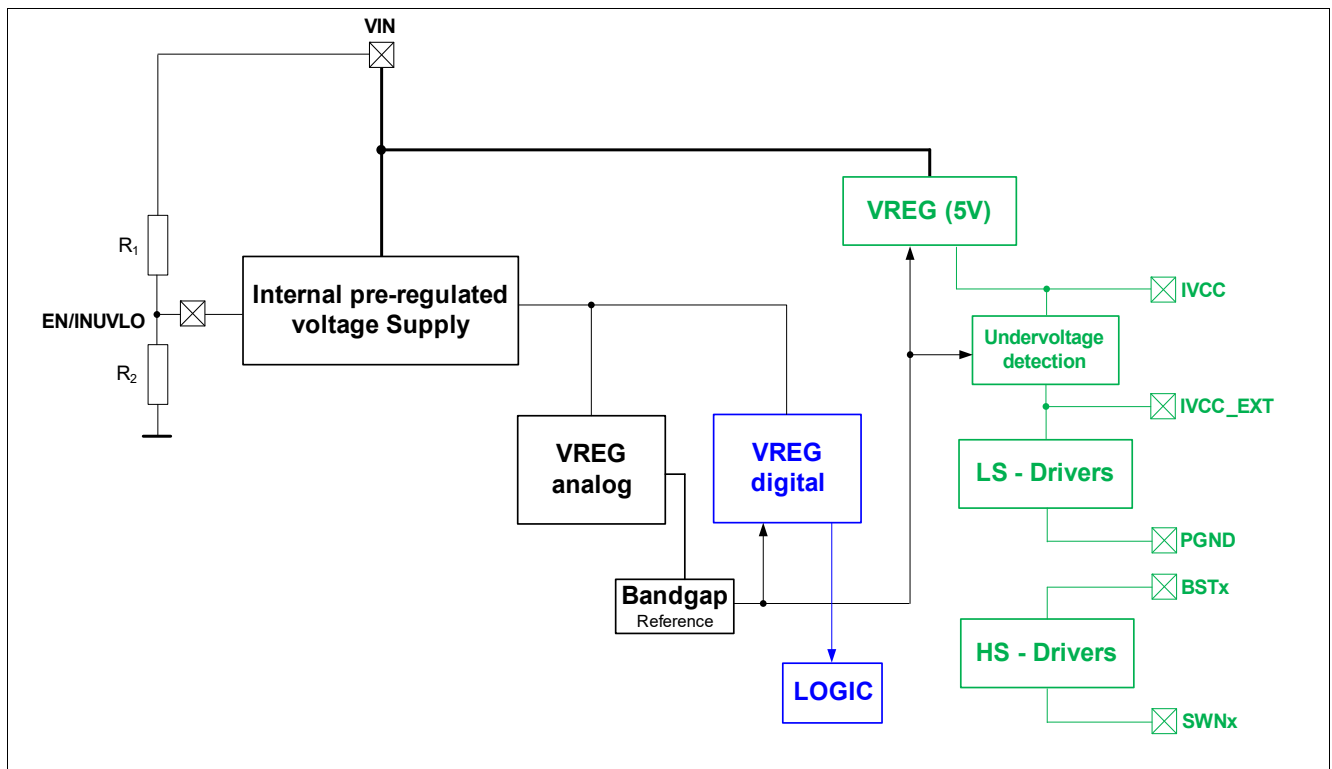 VIN
VREG (5V)
R₁
Internal pre-regulated
voltage Supply
IVCC
EN/INUVLO
Undervoltage
detection
R₂
IVCC_EXT
VREG
analog
VREG
digital
LS - Drivers
PGND
BSTx
Bandgap
Reference
HS - Drivers
LOGIC
SWNx